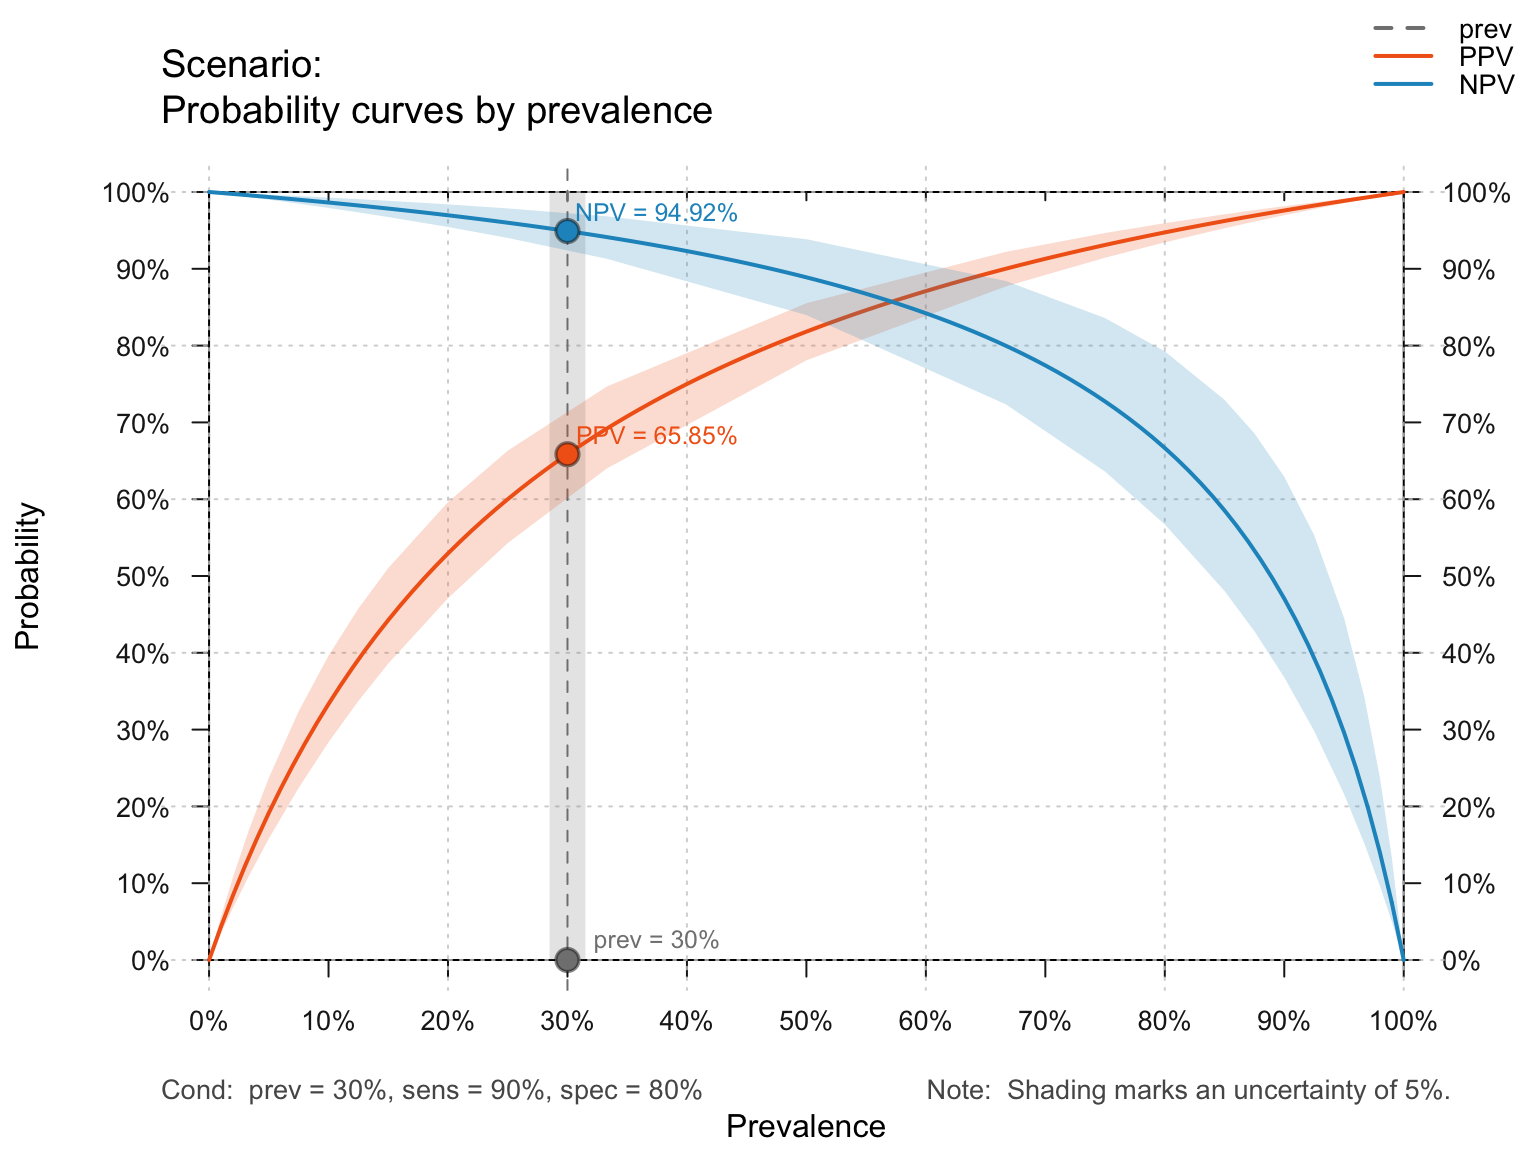 prev
PPV
NPV
Scenario:
Probability curves by prevalence
100%
90%
80%
70%
60%
50%
40%
30%
20%
10%
0%
Probability
NPV = 94.92%
PPV = 65.85%
prev = 30%
100%
90%
80%
70%
60%
50%
40%
30%
20%
10%
0%
0% 10% 20% 30% 40% 50% 60% 70% 80% 90% 100%
Cond: prev = 30%, sens = 90%, spec = 80%
Note: Shading marks an uncertainty of 5%.
Prevalence